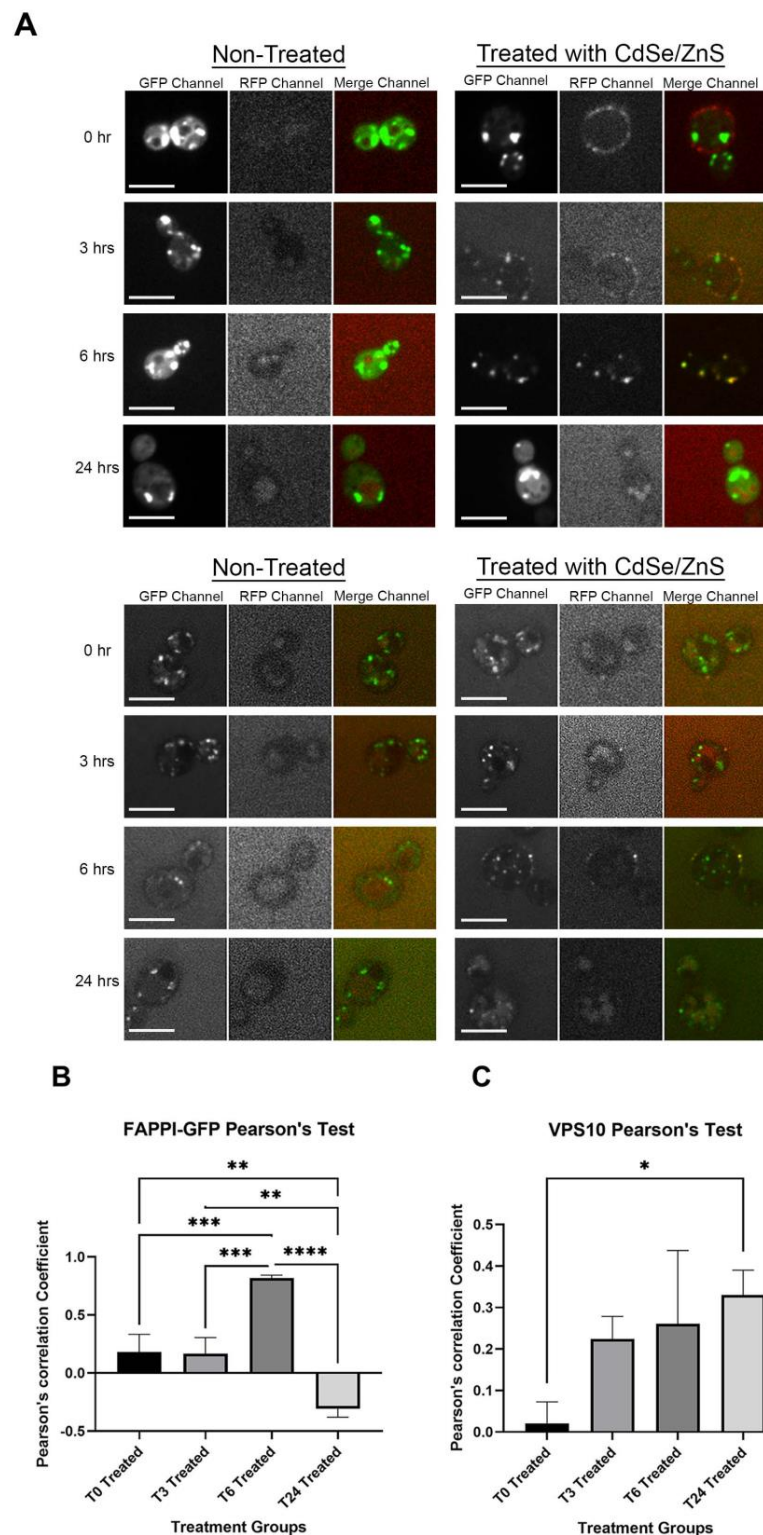 A
Non-Treated
Treated with CdSe/ZnS
GFP Channel RFP Channel Merge Channel
GFP Channel RFP Channel Merge Channel
0 hr
3 hrs
6 hrs
24 hrs
Non-Treated
Treated with CdSe/ZnS
GFP Channel RFP Channel Merge Channel
GFP Channel RFP Channel Merge Channel
0 hr
3 hrs
6 hrs
24 hrs
B
FAPPI-GFP Pearson's Test
**
**
***
***
****
Pearson's correlation Coefficient
1.0
0.5
0.0
-0.5
T0 Treated
T3 Treated
T6 Treated
T24 Treated
Treatment Groups
C
VPS10 Pearson's Test
*
Pearson's correlation Coefficient
0.5
0.4
0.3
0.2
0.1
0.0
T0 Treated
T3 Treated
T6 Treated
T24 Treated
Treatment Groups